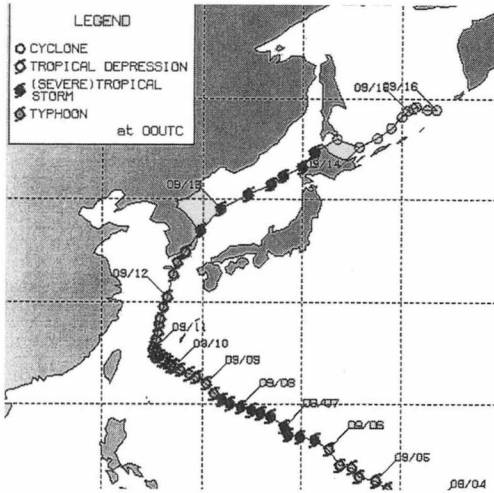 LEGEND
CYCLONE
TROPICAL DEPRESSION
(SEVERE)TROPICAL
STORM
TYPHOON
at 00UTC
09/16
09/14
09/13
09/12
09/11
09/10
09/09
09/08
09/07
09/06
09/05
09/04